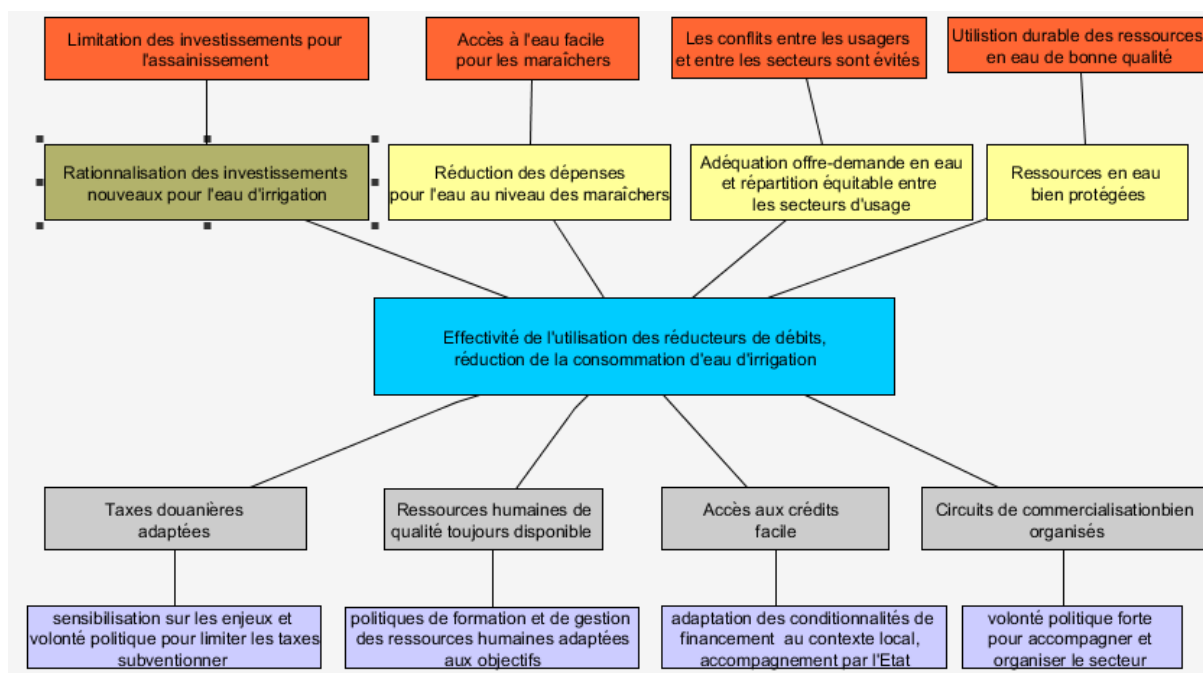 Limitation des investissements pour
l'assainissement
Accès à l'eau facile
pour les maraîchers
Les conflits entre les usagers
et entre les secteurs sont évités
Utilistion durable des ressources
en eau de bonne qualité
Rationnalisation des investissements
nouveaux pour l'eau d'irrigation
Réduction des dépenses
pour l'eau au niveau des maraîchers
Adéquation offre-demande en eau
et répartition équitable entre
les secteurs d'usage
Ressources en eau
bien protégées
Effectivité de l'utilisation des réducteurs de débits,
réduction de la consommation d'eau d'irrigation
Taxes douanières
adaptées
Ressources humaines de
qualité toujours disponible
Accès aux crédits
facile
Circuits de commercialisationbien
organisés
sensibilisation sur les enjeux et
volonté politique pour limiter les taxes
subventionner
politiques de formation et de gestion
des ressources humaines adaptées
aux objectifs
adaptation des conditionnalités de
financement au contexte local,
accompagnement par l'Etat
volonté politique forte
pour accompagner et
organiser le secteur